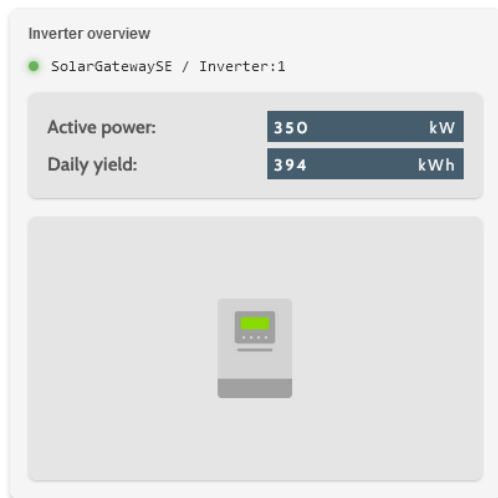 Inverter overview
SolarGatewaySE / Inverter:1
Active power: 350 kW
Daily yield: 394 kWh